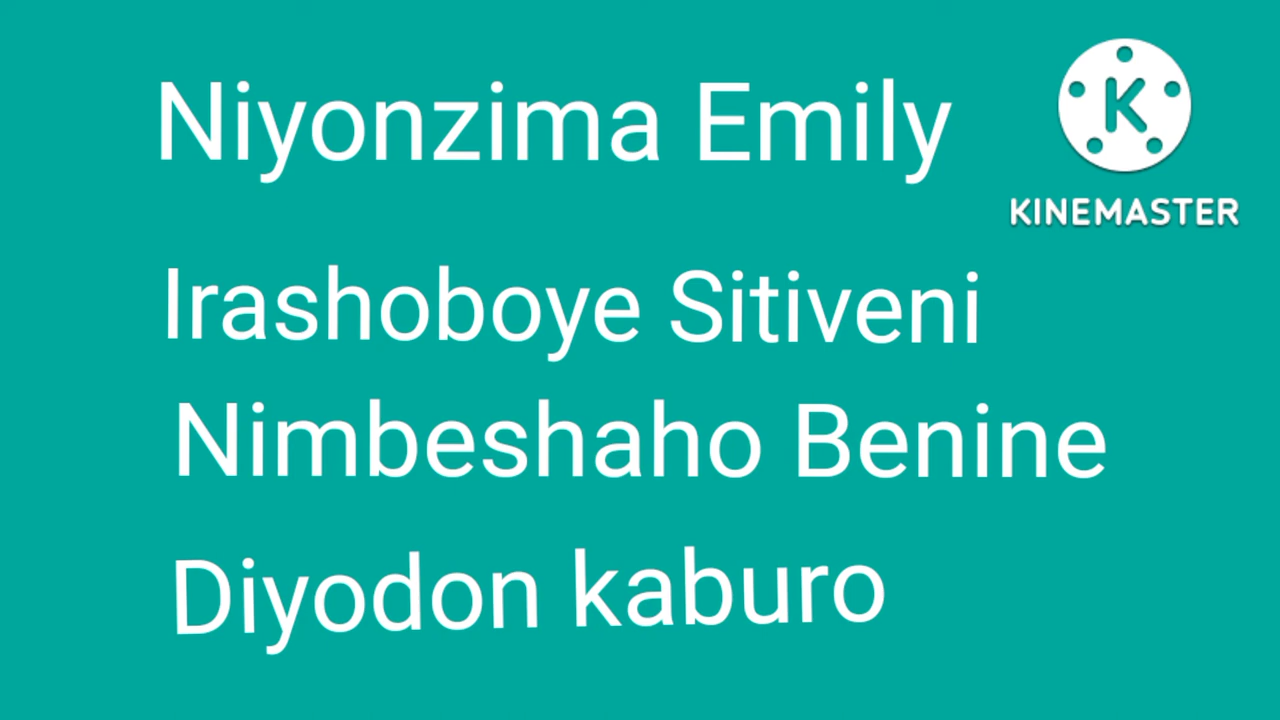 Niyonzima Emily
KINEMASTER
Irashoboye Sitiveni
Nimbeshaho Benine
Diyodon kaburo